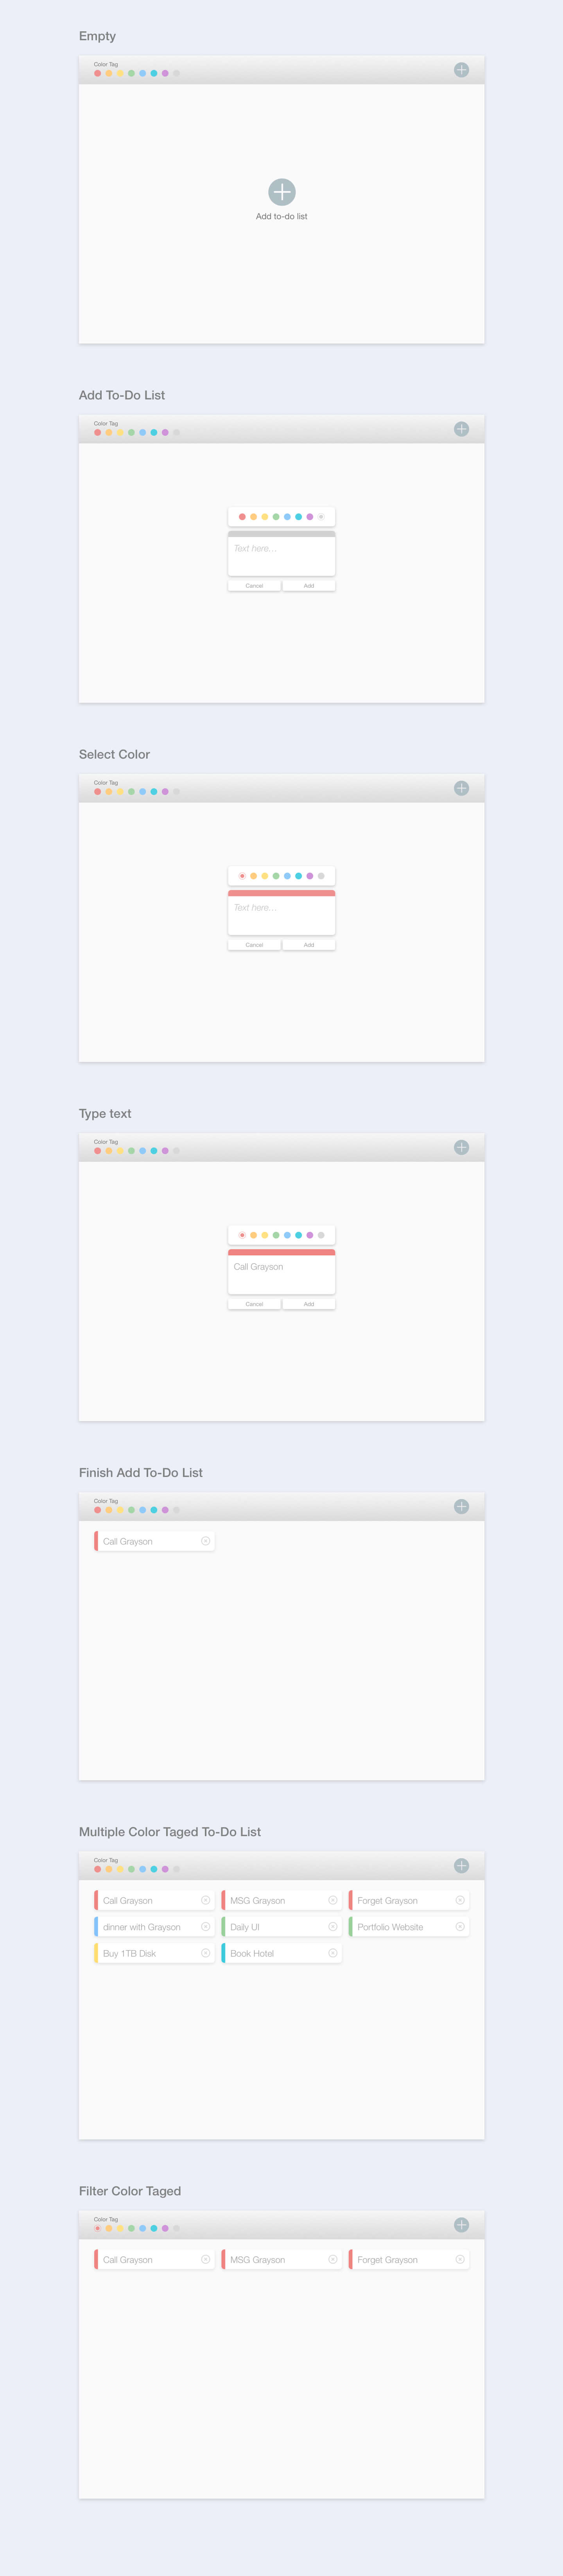 Empty
Color Tag
Add to-do list
Add To-Do List
Color Tag
Text here...
Cancel Add
Select Color
Color Tag
Text here...
Cancel Add
Type text
Color Tag
Call Grayson
Cancel Add
Finish Add To-Do List
Color Tag
Call Grayson
Multiple Color Taged To-Do List
Color Tag
Call Grayson MSG Grayson Forget Grayson
dinner with Grayson Daily UI Portfolio Website
Buy 1TB Disk Book Hotel
Filter Color Taged
Color Tag
Call Grayson MSG Grayson Forget Grayson